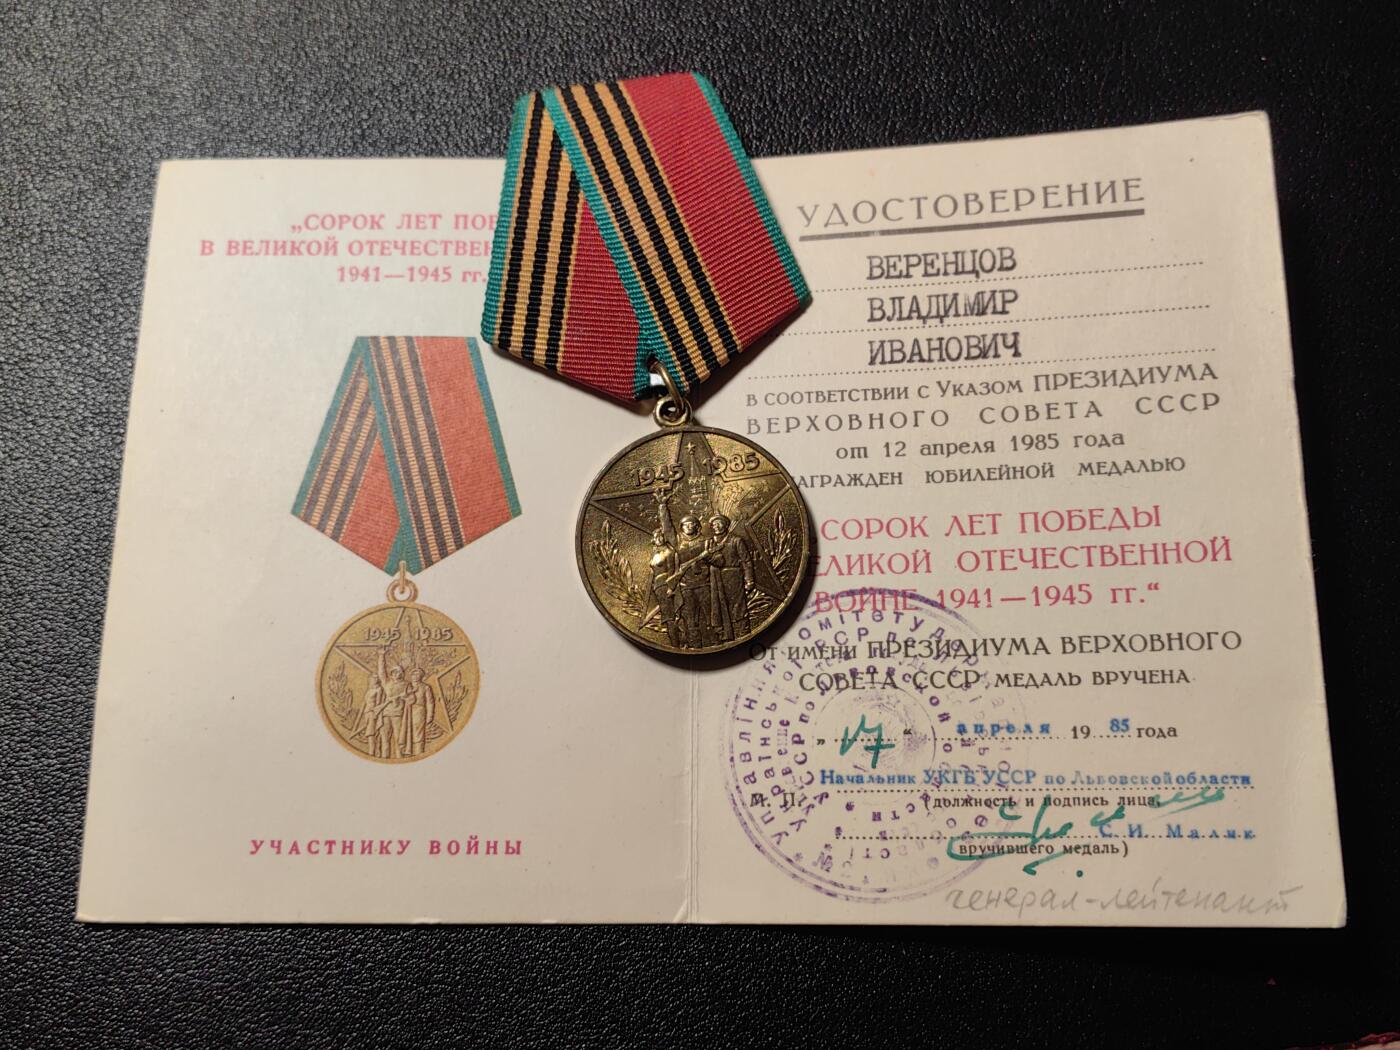 „СОРОК ЛЕТ ПОБ
В ВЕЛИКОЙ ОТЕЧЕСТВЕН
1941—1945 гг.
1945 1985
УЧАСТНИКУ ВОЙНЫ
1945 1985
УДОСТОВЕРЕНИЕ
ВЕРЕНЦОВ
ВЛАДИМИР
ИВАНОВИЧ
В СООТВЕТСТВИИ С УКАЗОМ ПРЕЗИДИУМА
ВЕРХОВНОГО СОВЕТА СССР
от 12 апреля 1985 года
АГРАЖДЕН ЮБИЛЕЙНОЙ МЕДАЛЬЮ
СОРОК ЛЕТ ПОБЕДЫ
ЕЛИКОЙ ОТЕЧЕСТВЕННОЙ
ВОЙНЕ 1941—1945 гг.“
ОТ ИМЕНИ ПРЕЗИДИУМА ВЕРХОВНОГО
СОВЕТА СССР МЕДАЛЬ ВРУЧЕНА
„17“ апреля 1985 года
Начальник УКГБ УССР по Львовской области
М. П. (должность и подпись лица,
С. И. Малик
вручившего медаль)
генерал-лейтенант